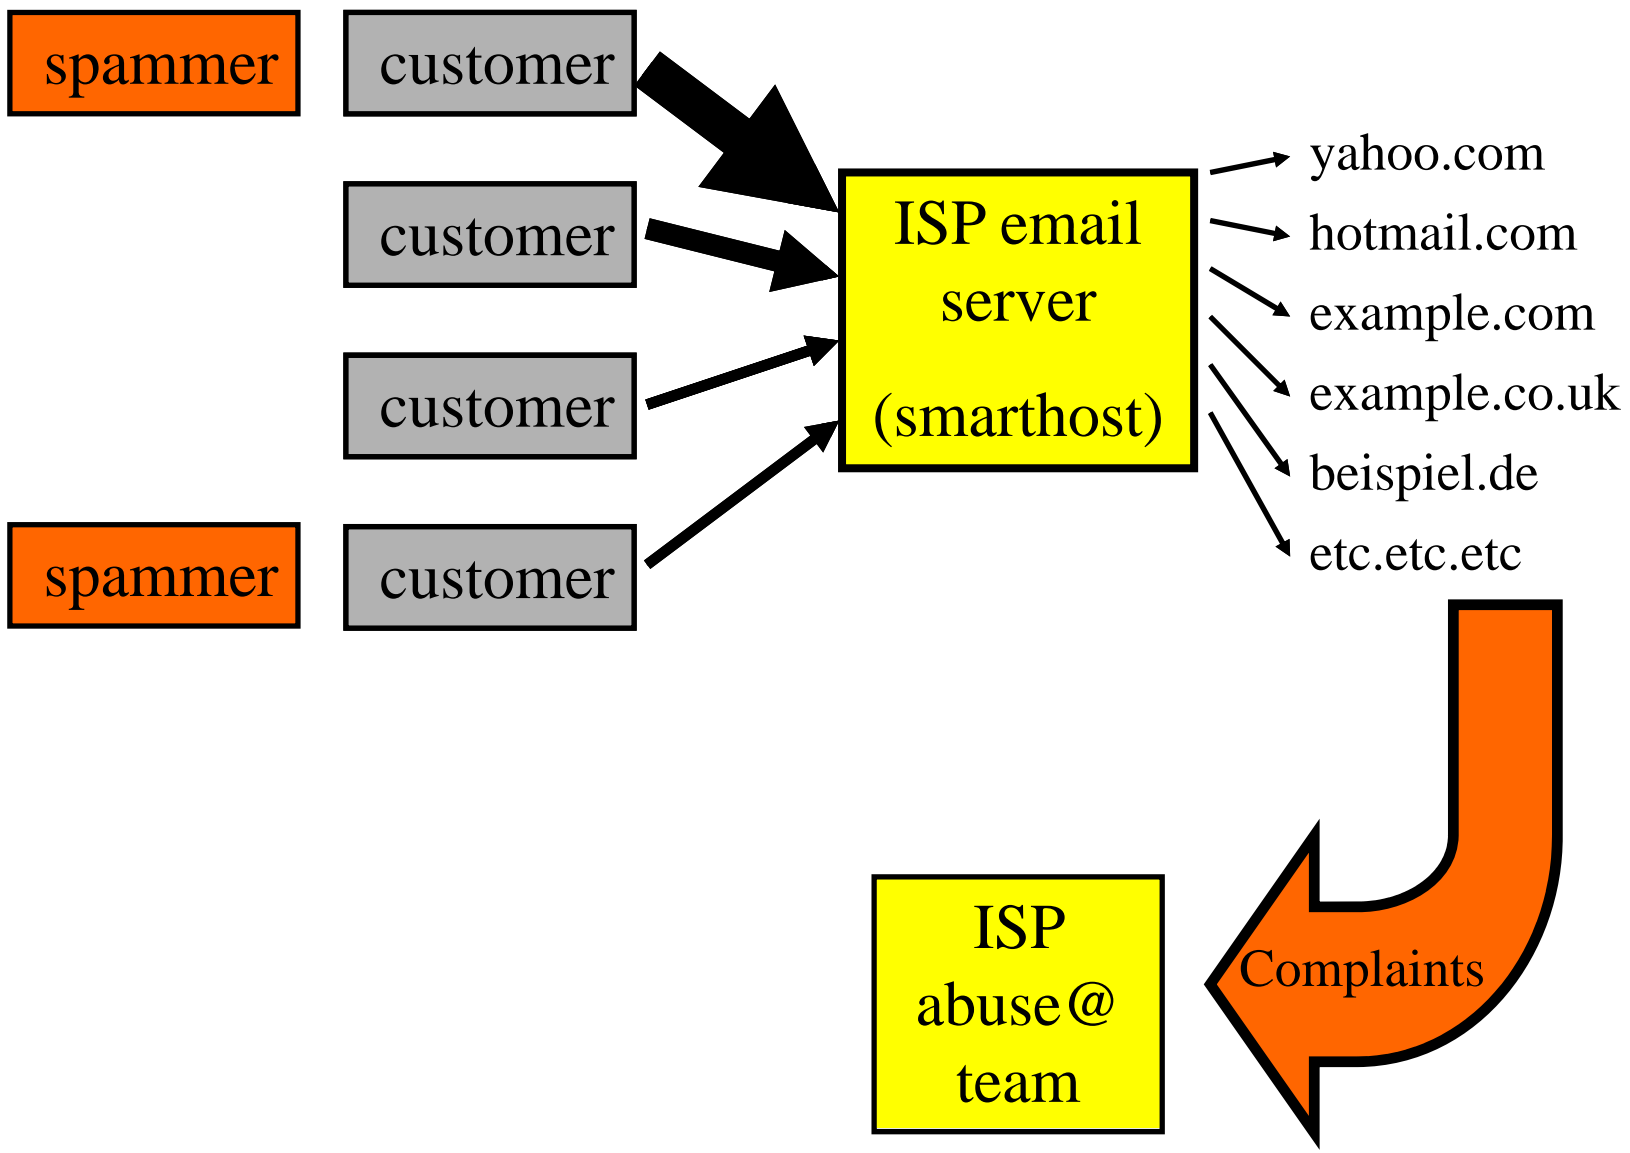 spammer
customer
customer
customer
spammer
customer
ISP email
server
(smarthost)
yahoo.com
hotmail.com
example.com
example.co.uk
beispiel.de
etc.etc.etc
Complaints
ISP
abuse@
team